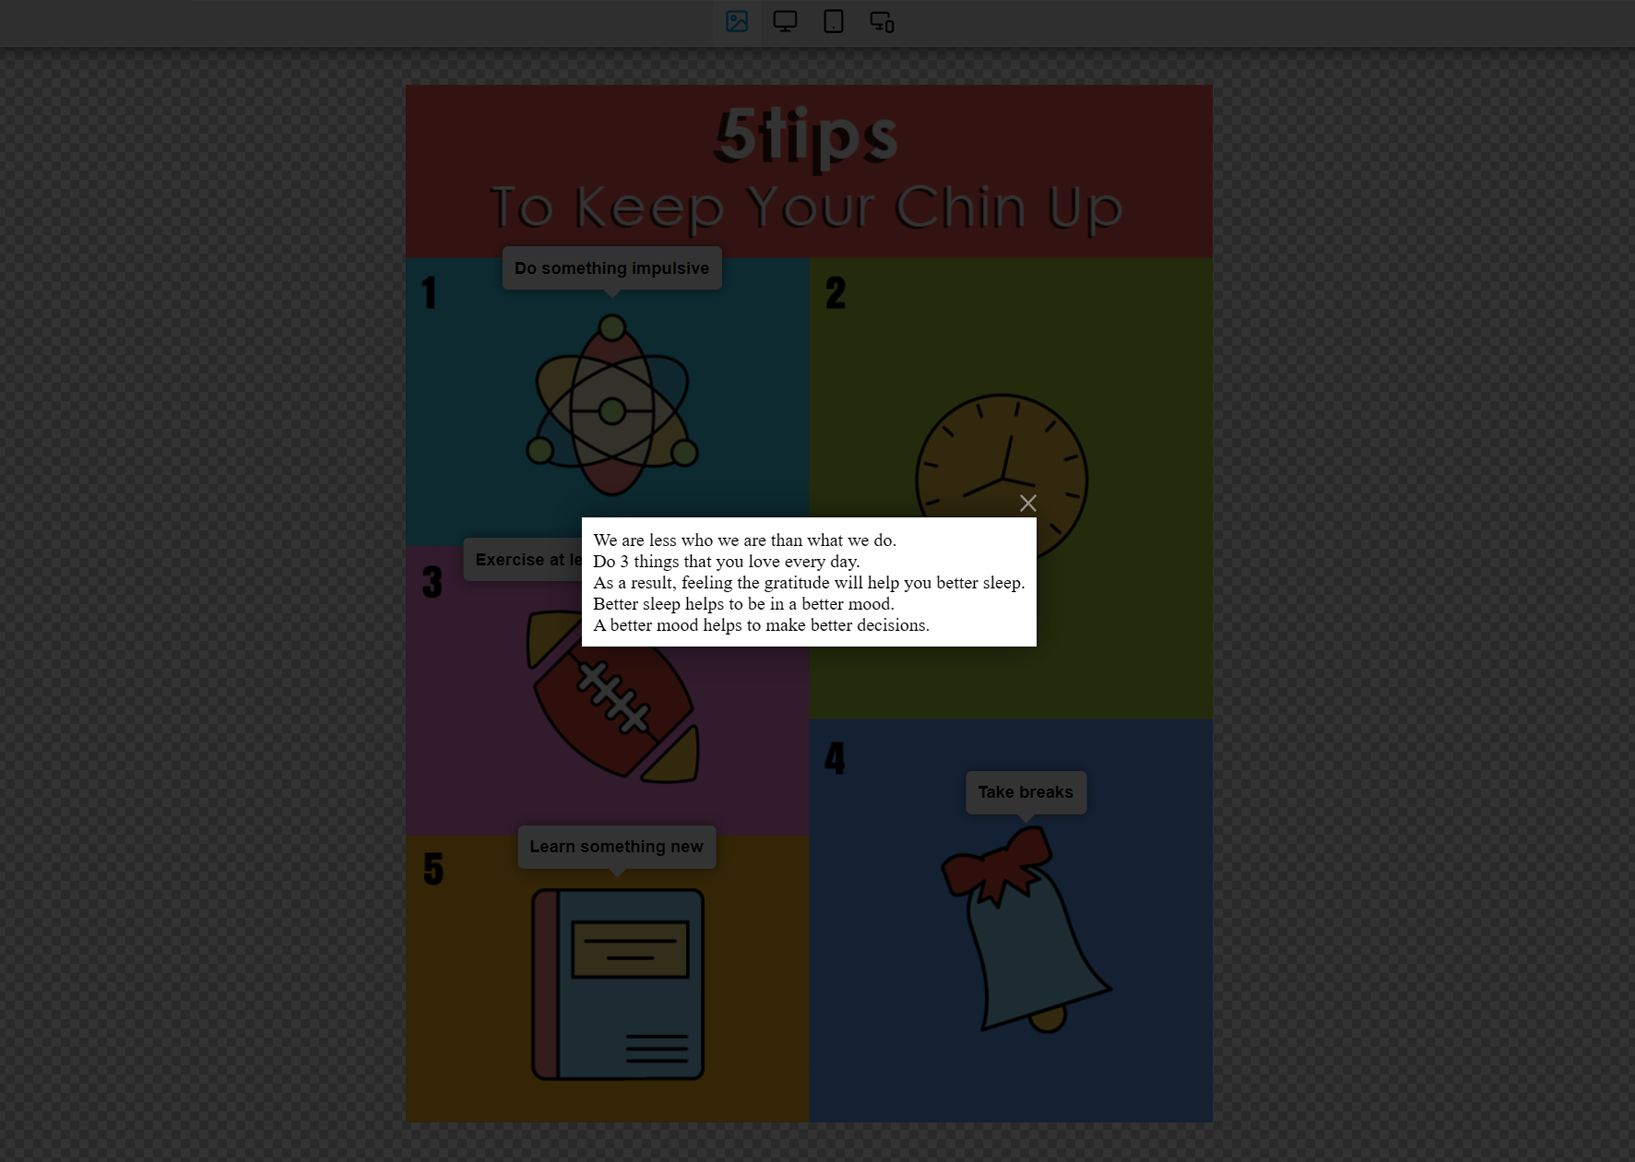 5tips
To Keep Your Chin Up
1
Do something impulsive
2
We are less who we are than what we do.
Do 3 things that you love every day.
As a result, feeling the gratitude will help you better sleep.
Better sleep helps to be in a better mood.
A better mood helps to make better decisions.
3
Exercise at
4
Take breaks
5
Learn something new